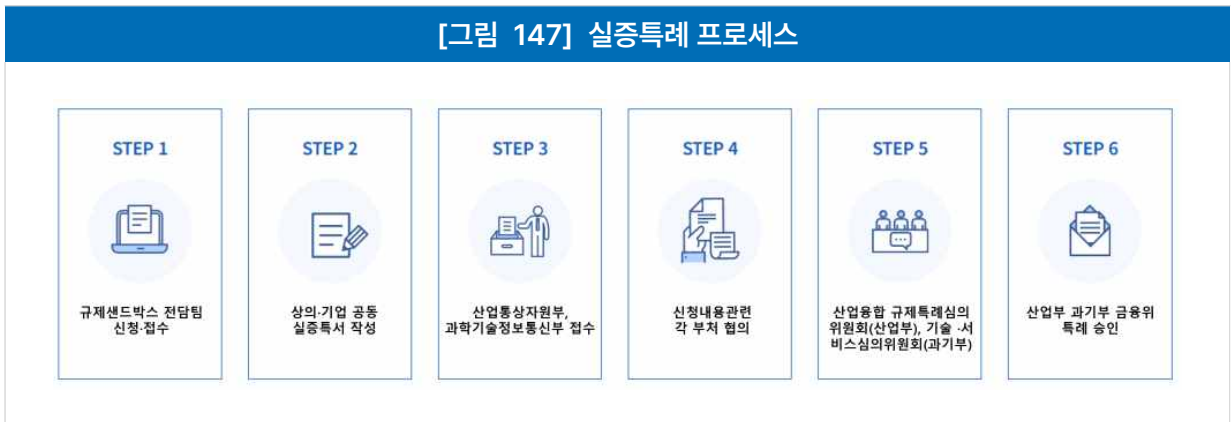 [그림 147] 실증특례 프로세스
STEP 1
규제샌드박스 전담팀
신청·접수
STEP 2
상의·기업 공동
실증특서 작성
STEP 3
산업통상자원부,
과학기술정보통신부 접수
STEP 4
신청내용관련
각 부처 협의
STEP 5
산업융합 규제특례심의
위원회(산업부), 기술 ·서
비스심의위원회(과기부)
STEP 6
산업부 과기부 금융위
특례 승인